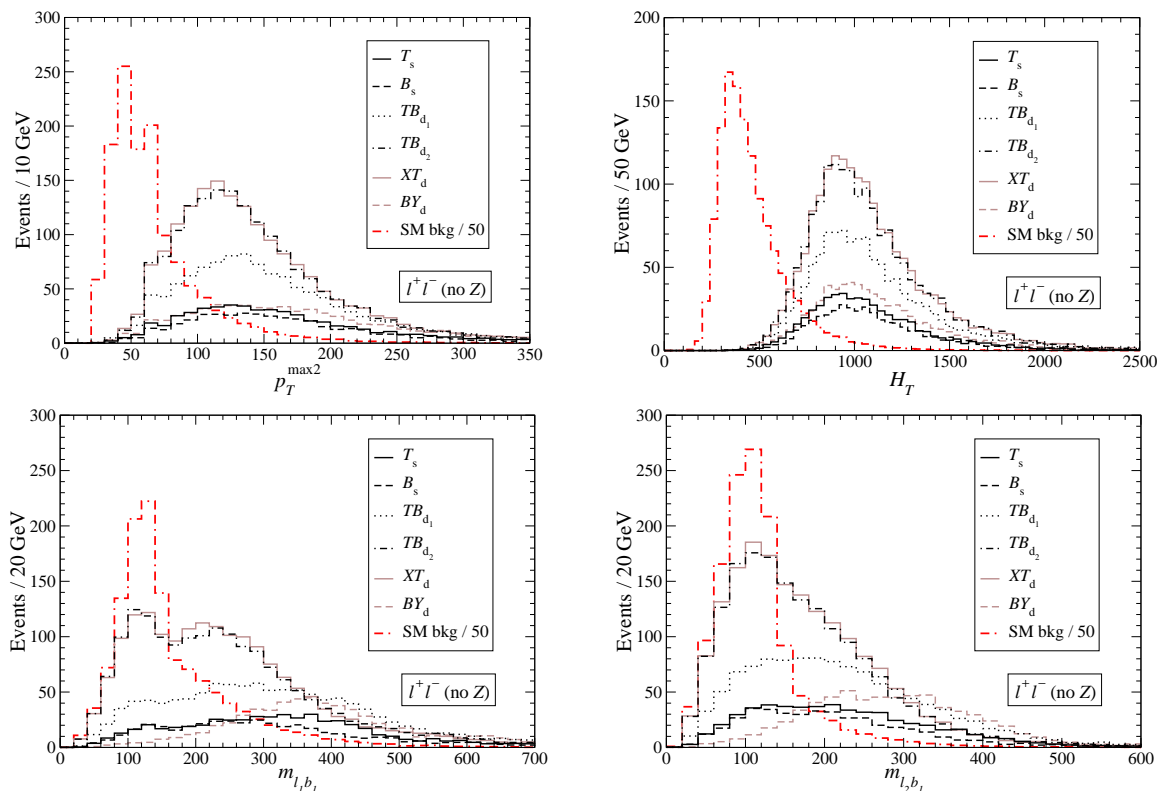 300
250
200
150
100
50
0
Events / 10 GeV
T_s
B_s
TB_d1
TB_d2
XT_d
BY_d
SM bkg / 50
l+ l− (no Z)
0 50 100 150 200 250 300 350
p_T^max2
200
150
100
50
0
Events / 50 GeV
T_s
B_s
TB_d1
TB_d2
XT_d
BY_d
SM bkg / 50
l+ l− (no Z)
0 500 1000 1500 2000 2500
H_T
300
250
200
150
100
50
0
Events / 20 GeV
T_s
B_s
TB_d1
TB_d2
XT_d
BY_d
SM bkg / 50
l+ l− (no Z)
0 100 200 300 400 500 600 700
m_l1b1
300
250
200
150
100
50
0
Events / 20 GeV
T_s
B_s
TB_d1
TB_d2
XT_d
BY_d
SM bkg / 50
l+ l− (no Z)
0 100 200 300 400 500 600
m_l2b1